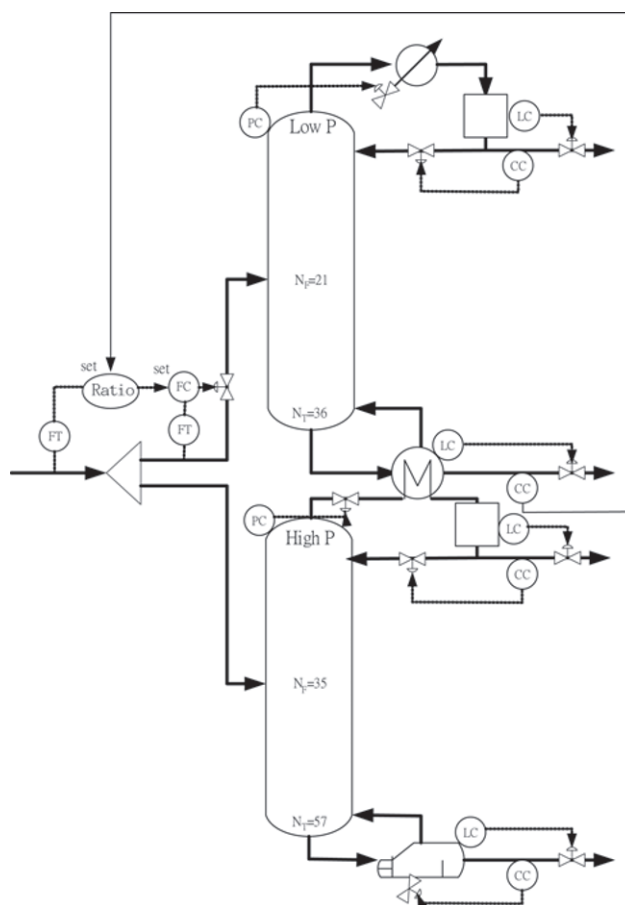 PC
Low P
LC
CC
N_F=21
set
set
Ratio
FC
FT
FT
N_T=36
LC
CC
PC
High P
LC
CC
N_F=35
N_T=57
LC
CC